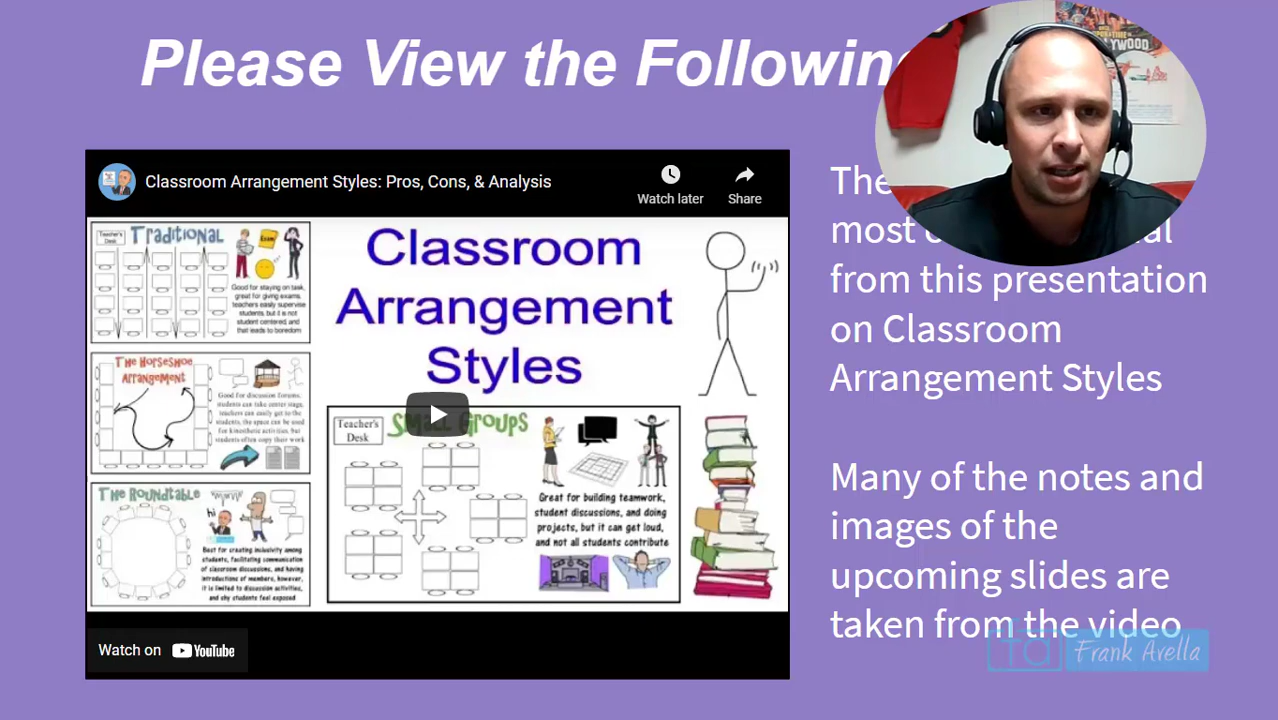 Please View the Following
Classroom Arrangement Styles: Pros, Cons, & Analysis
Watch later
Share
Teacher's
Desk
Traditional
Exam
Good for staying on task,
great for giving exams,
teachers easily supervise
students, but it is not
student centered, and
that leads to boredom
The Horseshoe
Arrangement
Good for discussion forums,
students can take center stage,
teachers can easily get to the
students, the space can be used
for kinesthetic activities, but
students often copy their work
The Roundtable
hi
Best for creating inclusivity among
students, facilitating communication
of classroom discussions, and having
introductions of members, however,
it is limited to discussion activities,
and shy students feel exposed
Classroom
Arrangement
Styles
Teacher's
Desk
Small Groups
Great for building teamwork,
student discussions, and doing
projects, but it can get loud,
and not all students contribute
Watch on YouTube
The
most
from this presentation
on Classroom
Arrangement Styles
Many of the notes and
images of the
upcoming slides are
taken from the video
Frank Avella
HOLLYWOOD